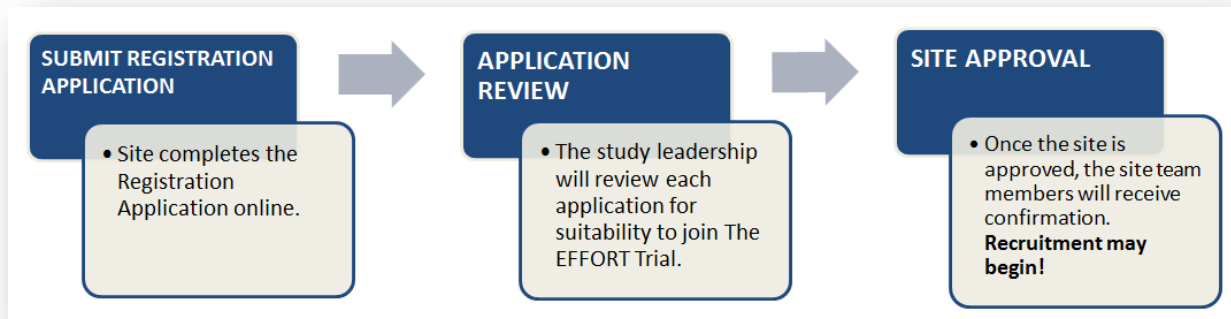 SUBMIT REGISTRATION
APPLICATION
• Site completes the
Registration
Application online.
APPLICATION
REVIEW
• The study leadership
will review each
application for
suitability to join The
EFFORT Trial.
SITE APPROVAL
• Once the site is
approved, the site team
members will receive
confirmation.
Recruitment may
begin!